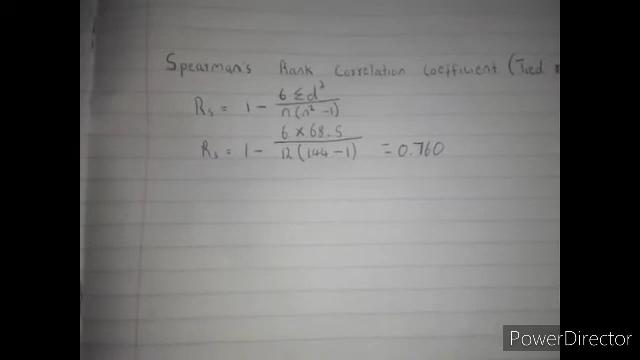 Spearman's Rank Correlation Coefficient (Tied
Rs = 1 - 6 Σd² / n(n² - 1)
Rs = 1 - 6 × 68.5 / 12(144 - 1) = 0.760
PowerDirector